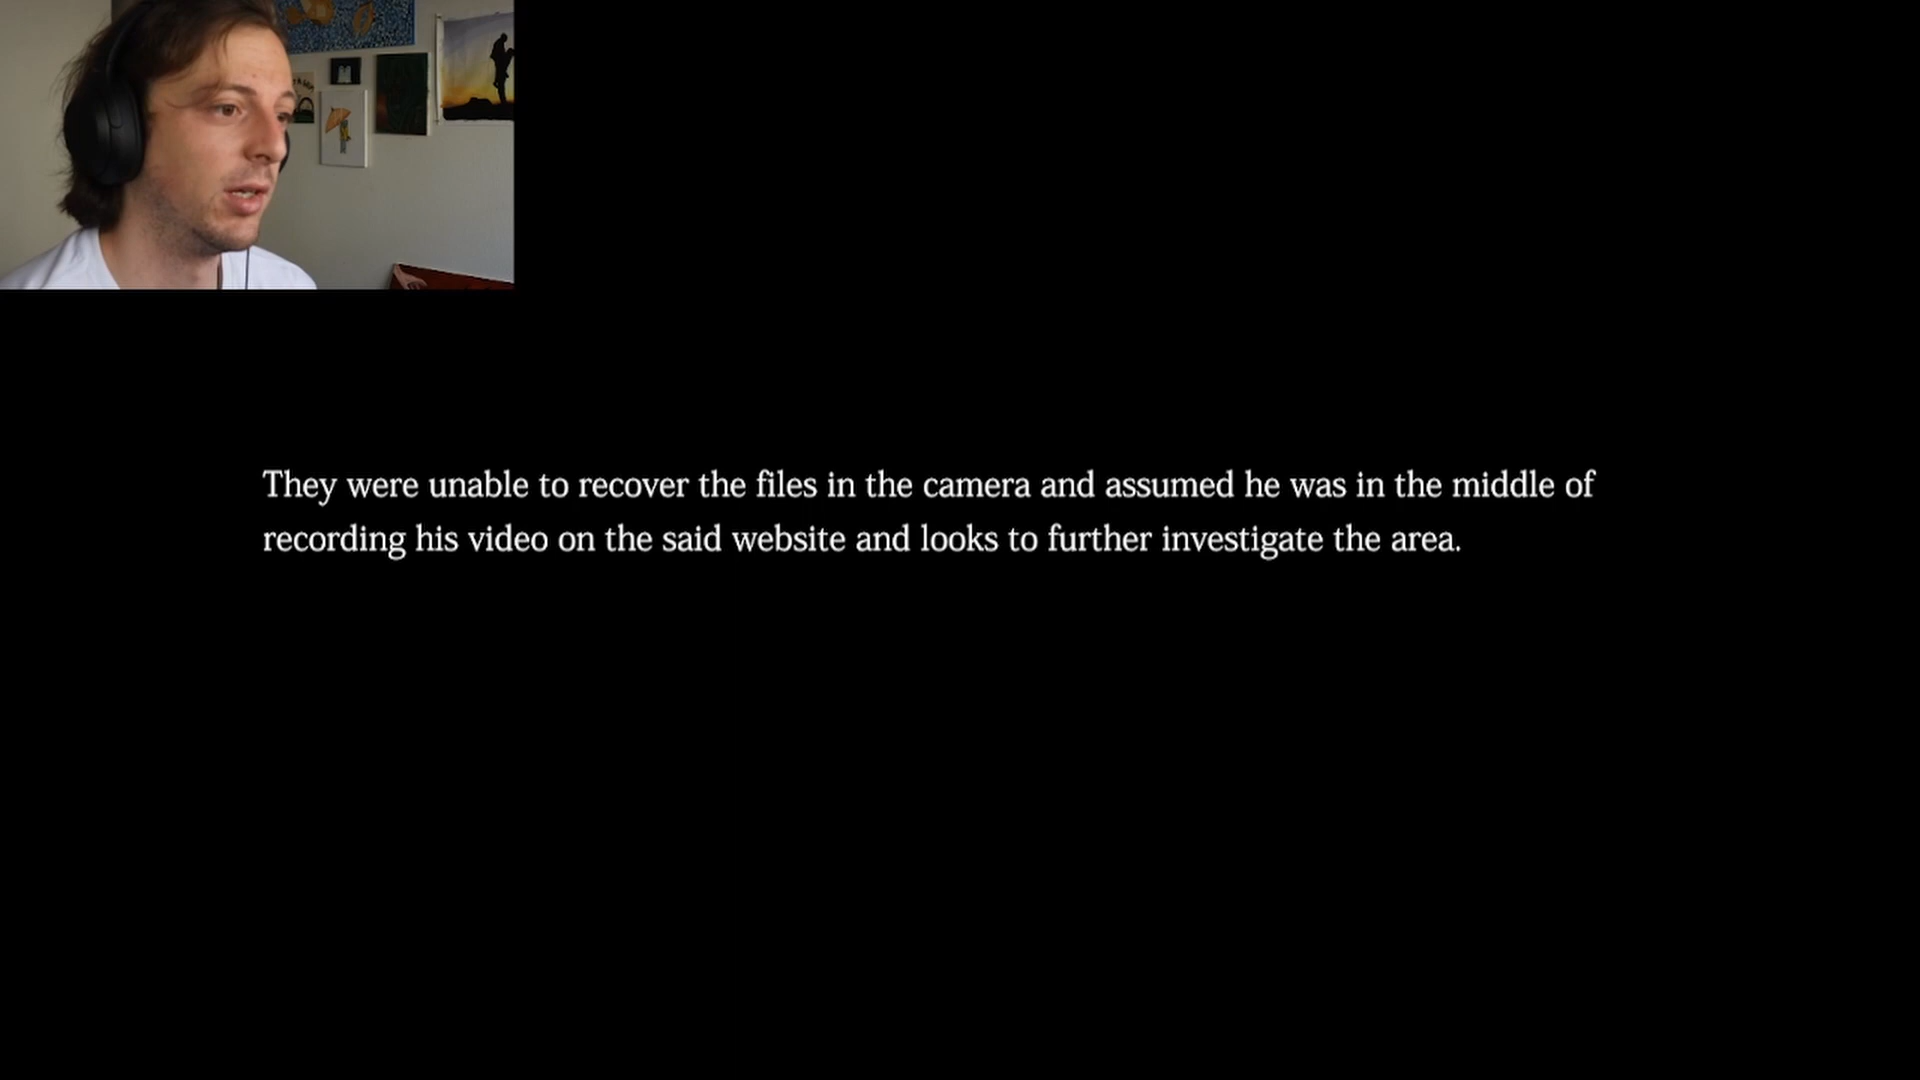 They were unable to recover the files in the camera and assumed he was in the middle of
recording his video on the said website and looks to further investigate the area.